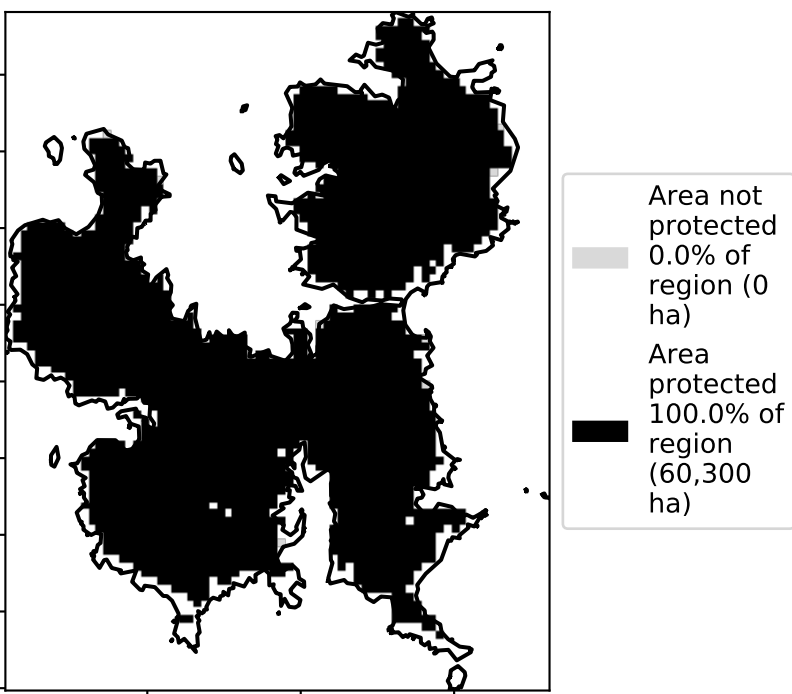 Area not
protected
0.0% of
region (0
ha)
Area
protected
100.0% of
region
(60,300
ha)